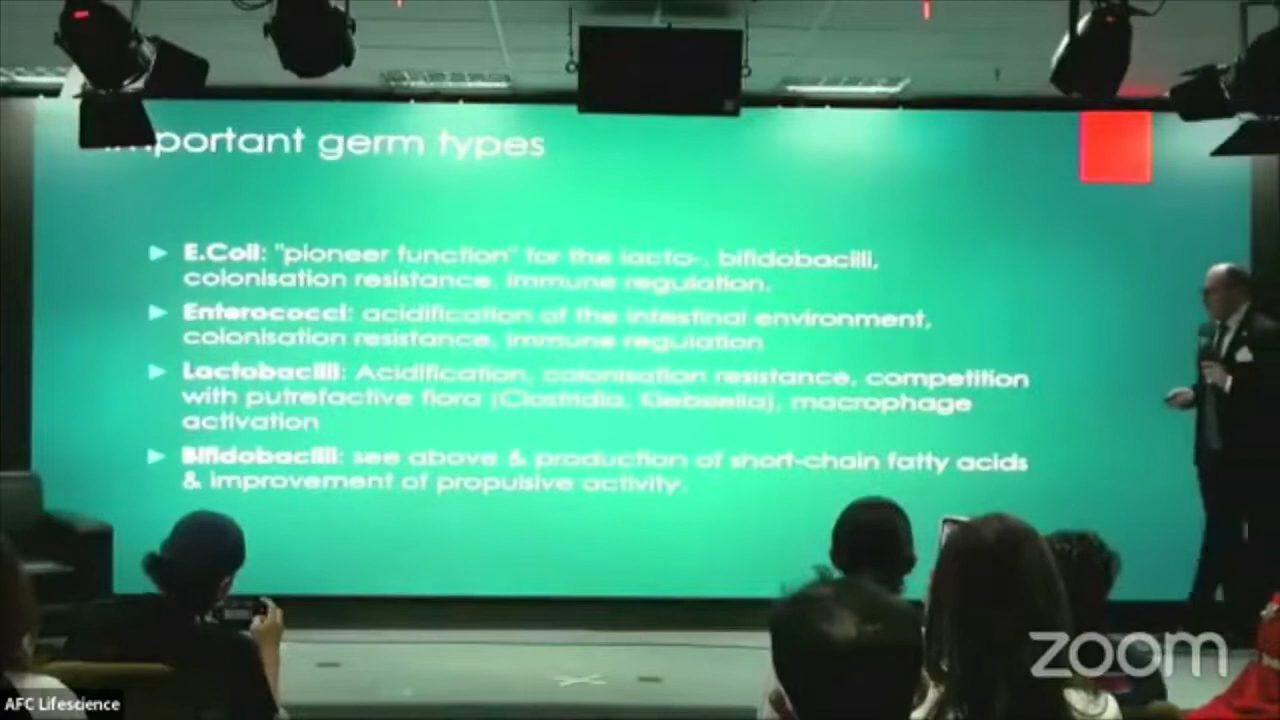 Important germ types
E.Coli: "pioneer function" for the lacto-, bifidobacilli,
colonisation resistance, immune regulation.
Enterococci: acidification of the intestinal environment,
colonisation resistance, immune regulation
Lactobacilli: Acidification, colonisation resistance, competition
with putrefactive flora (Clostridia, Klebsiella), macrophage
activation
Bifidobacilli: see above & production of short-chain fatty acids
& improvement of propulsive activity.
zoom
AFC Lifescience